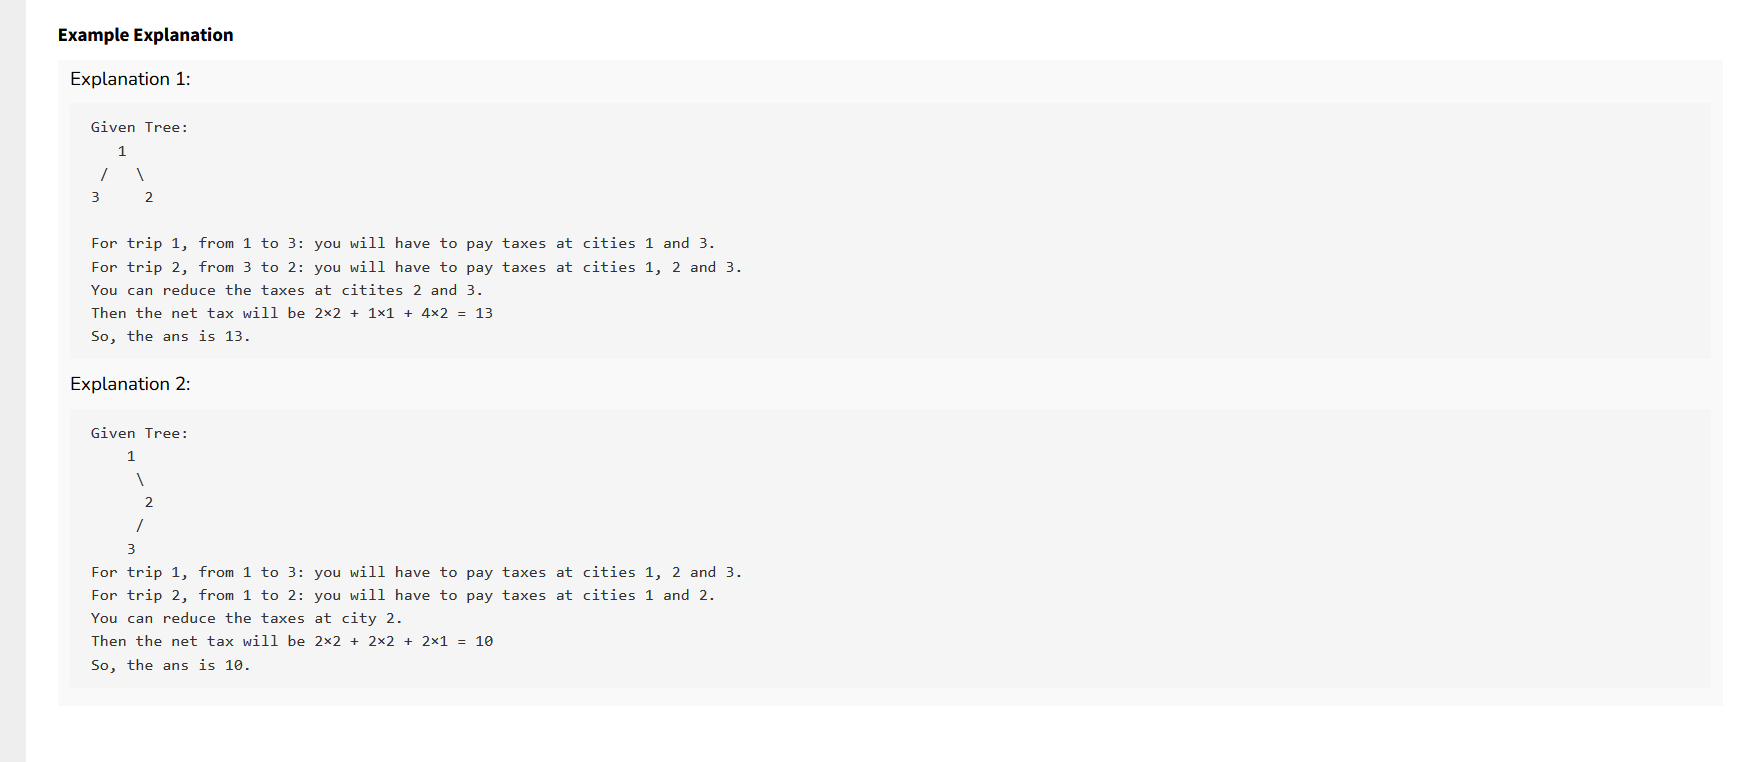 Example Explanation
Explanation 1:
Given Tree:
   1
 /   \
3     2
For trip 1, from 1 to 3: you will have to pay taxes at cities 1 and 3.
For trip 2, from 3 to 2: you will have to pay taxes at cities 1, 2 and 3.
You can reduce the taxes at citites 2 and 3.
Then the net tax will be 2×2 + 1×1 + 4×2 = 13
So, the ans is 13.
Explanation 2:
Given Tree:
    1
     \
      2
     /
    3
For trip 1, from 1 to 3: you will have to pay taxes at cities 1, 2 and 3.
For trip 2, from 1 to 2: you will have to pay taxes at cities 1 and 2.
You can reduce the taxes at city 2.
Then the net tax will be 2×2 + 2×2 + 2×1 = 10
So, the ans is 10.